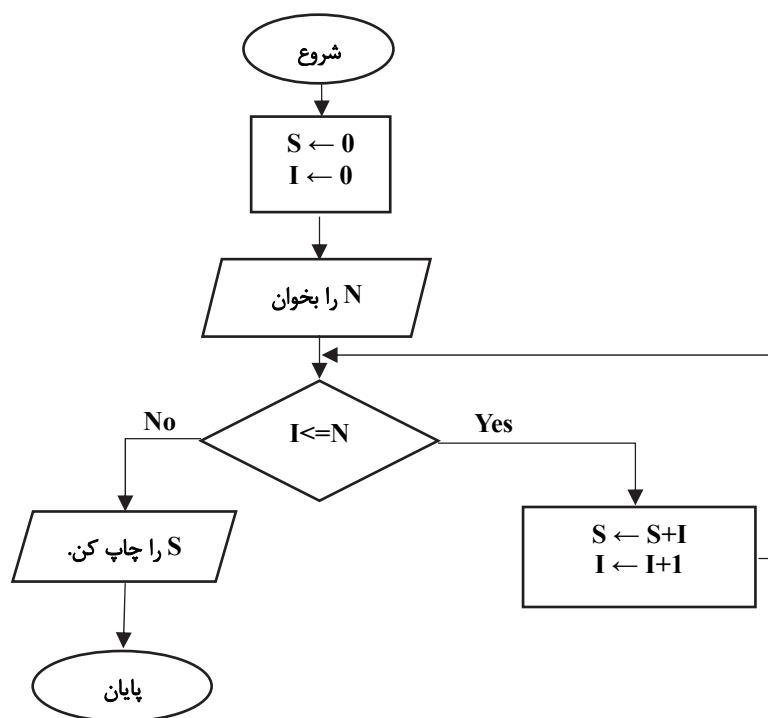 شروع
S ← 0
I ← 0
N را بخوان
I<=N
No
Yes
S را چاپ کن.
S ← S+I
I ← I+1
پایان